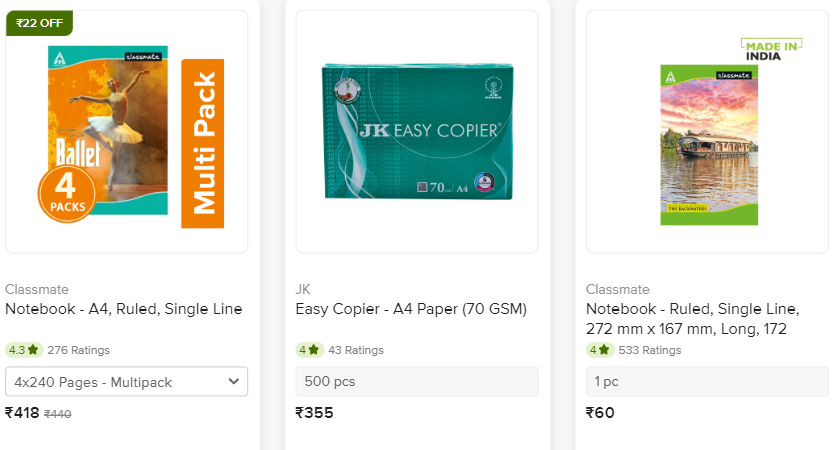 ₹22 OFF
classmate
Ballet
4
PACKS
Multi Pack
Classmate
Notebook - A4, Ruled, Single Line
4.3 276 Ratings
4x240 Pages - Multipack
₹418 ₹440
JK EASY COPIER
70 A4
JK
Easy Copier - A4 Paper (70 GSM)
4 43 Ratings
500 pcs
₹355
MADE IN
INDIA
classmate
THE BACKWATERS
Classmate
Notebook - Ruled, Single Line,
272 mm x 167 mm, Long, 172
4 533 Ratings
1 pc
₹60